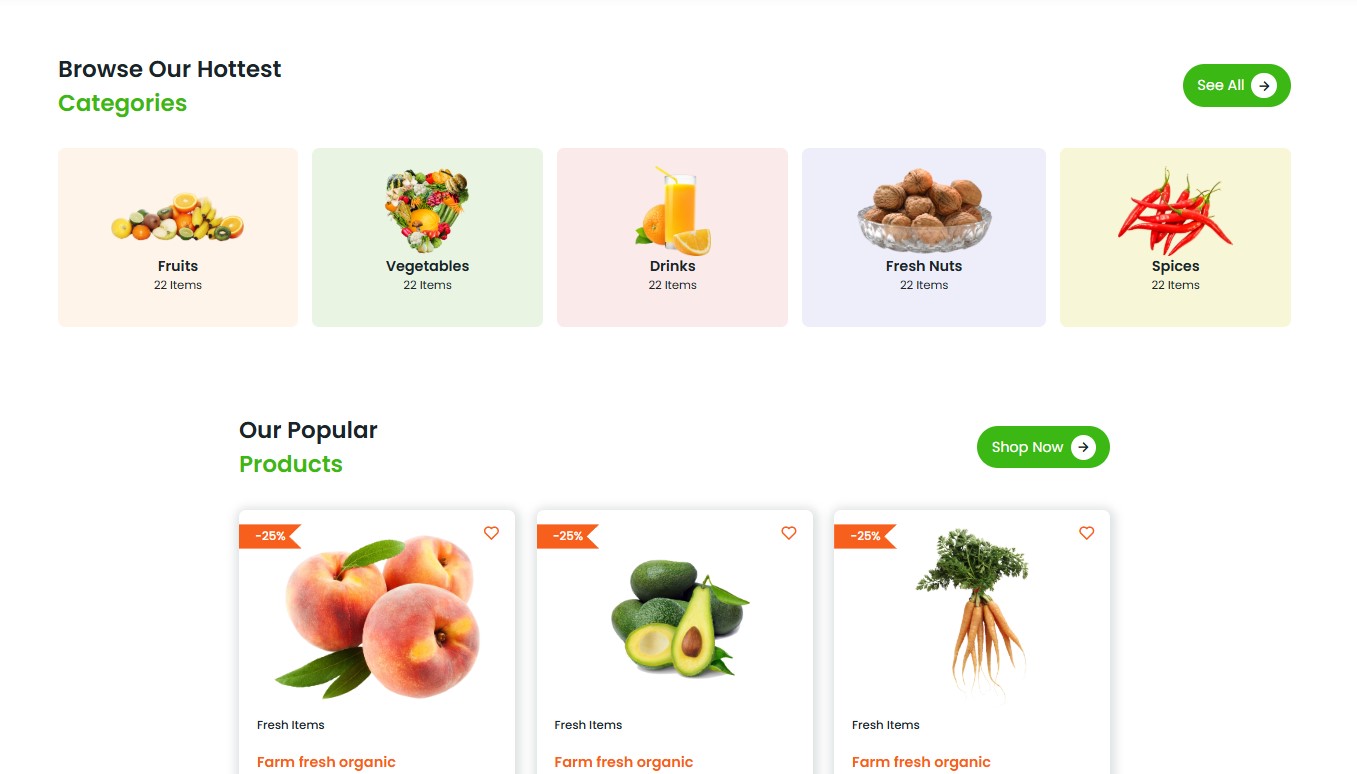 Browse Our Hottest
Categories
See All
Fruits
22 Items
Vegetables
22 Items
Drinks
22 Items
Fresh Nuts
22 Items
Spices
22 Items
Our Popular
Products
Shop Now
-25%
-25%
-25%
Fresh Items
Fresh Items
Fresh Items
Farm fresh organic
Farm fresh organic
Farm fresh organic